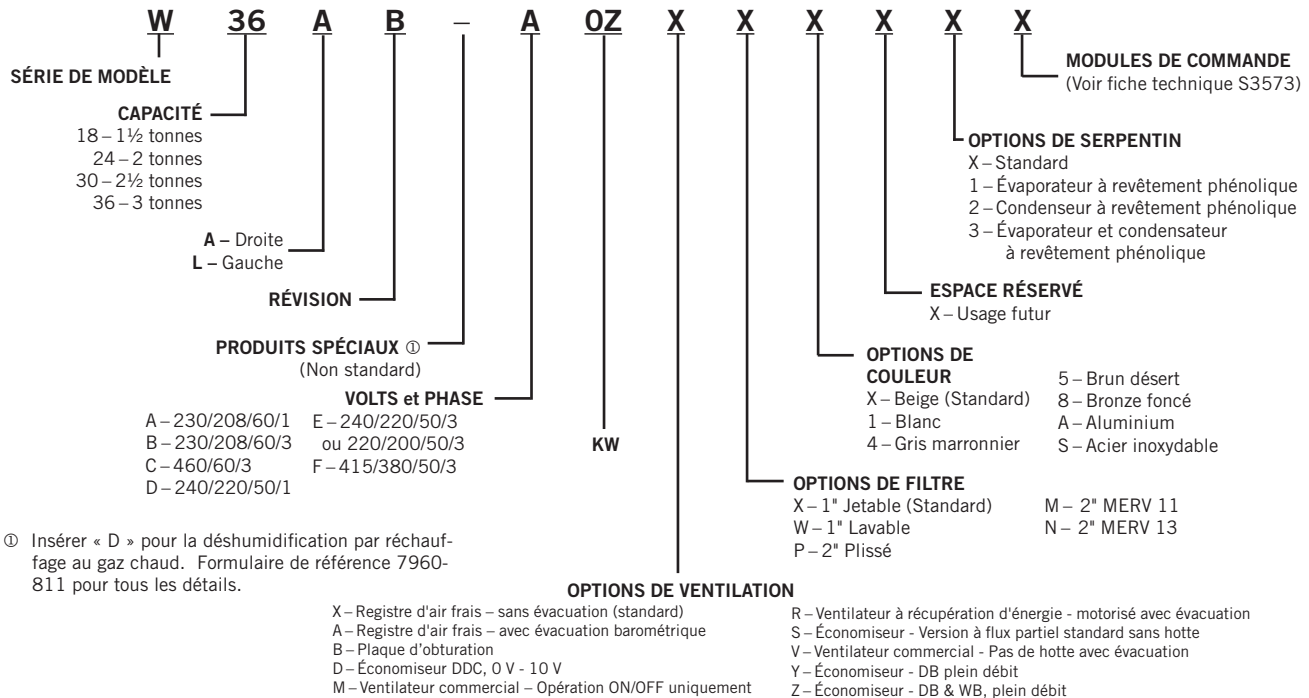 W 36 A B – A 0Z X X X X X X
SÉRIE DE MODÈLE
CAPACITÉ
18 – 1½ tonnes
24 – 2 tonnes
30 – 2½ tonnes
36 – 3 tonnes
A – Droite
L – Gauche
RÉVISION
PRODUITS SPÉCIAUX ①
(Non standard)
VOLTS et PHASE
A – 230/208/60/1
B – 230/208/60/3
C – 460/60/3
D – 240/220/50/1
E – 240/220/50/3
ou 220/200/50/3
F – 415/380/50/3
KW
MODULES DE COMMANDE
(Voir fiche technique S3573)
OPTIONS DE SERPENTIN
X – Standard
1 – Évaporateur à revêtement phénolique
2 – Condenseur à revêtement phénolique
3 – Évaporateur et condensateur
à revêtement phénolique
ESPACE RÉSERVÉ
X – Usage futur
OPTIONS DE
COULEUR
X – Beige (Standard)
1 – Blanc
4 – Gris marronnier
5 – Brun désert
8 – Bronze foncé
A – Aluminium
S – Acier inoxydable
OPTIONS DE FILTRE
X – 1" Jetable (Standard)
W – 1" Lavable
P – 2" Plissé
M – 2" MERV 11
N – 2" MERV 13
① Insérer « D » pour la déshumidification par réchauf-
fage au gaz chaud. Formulaire de référence 7960-
811 pour tous les détails.
OPTIONS DE VENTILATION
X – Registre d'air frais – sans évacuation (standard)
A – Registre d'air frais – avec évacuation barométrique
B – Plaque d’obturation
D – Économiseur DDC, 0 V - 10 V
M – Ventilateur commercial – Opération ON/OFF uniquement
R – Ventilateur à récupération d'énergie - motorisé avec évacuation
S – Économiseur - Version à flux partiel standard sans hotte
V – Ventilateur commercial - Pas de hotte avec évacuation
Y – Économiseur - DB plein débit
Z – Économiseur - DB & WB, plein débit